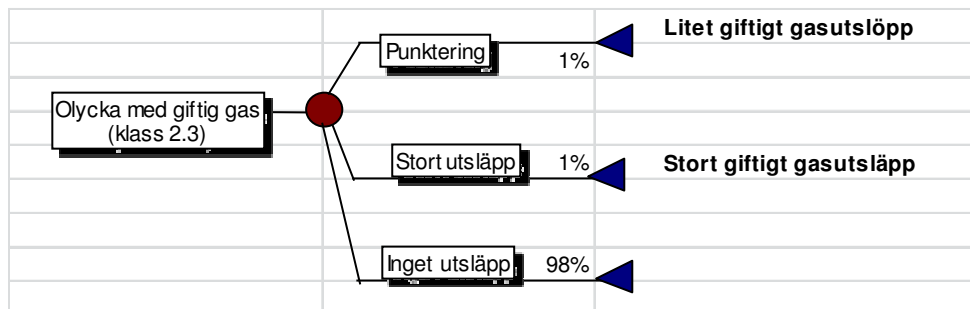 Litet giftigt gasutslöpp
Punktering
1%
Olycka med giftig gas
(klass 2.3)
Stort utsläpp
1%
Stort giftigt gasutsläpp
Inget utsläpp
98%